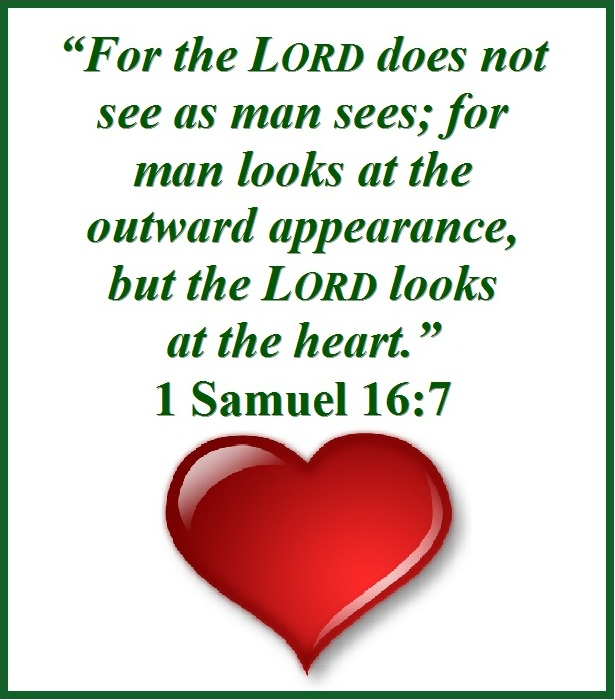 “For the LORD does not
see as man sees; for
man looks at the
outward appearance,
but the LORD looks
at the heart.”
1 Samuel 16:7